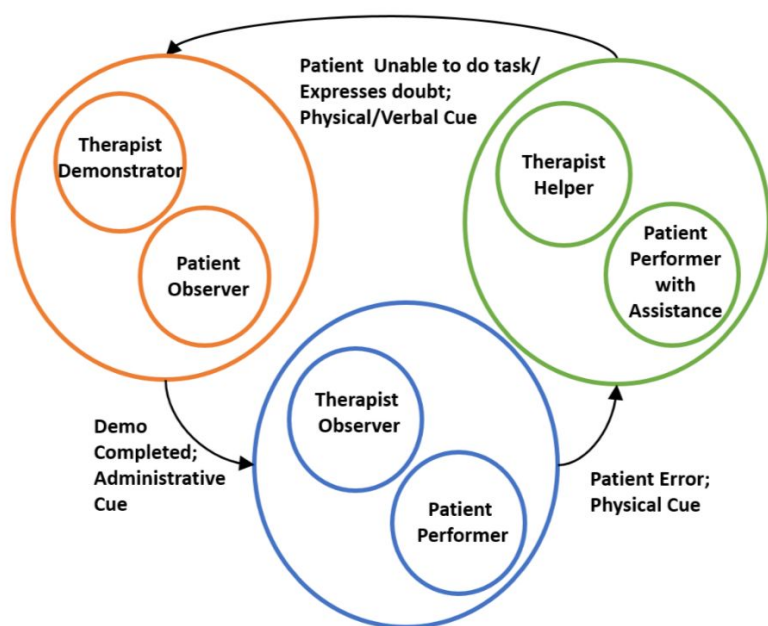 Patient Unable to do task/
Expresses doubt;
Physical/Verbal Cue
Therapist
Demonstrator
Patient
Observer
Therapist
Helper
Patient
Performer
with
Assistance
Demo
Completed;
Administrative
Cue
Therapist
Observer
Patient
Performer
Patient Error;
Physical Cue